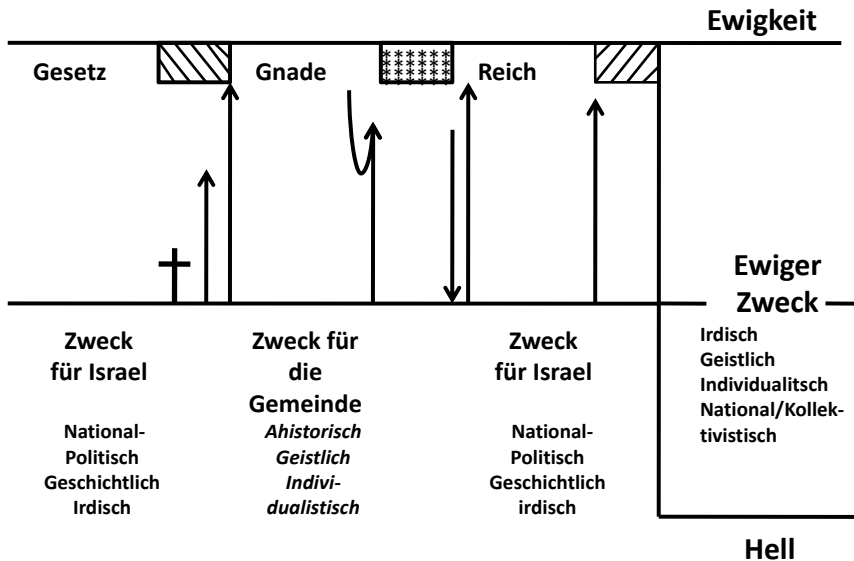 Ewigkeit
Gesetz
Gnade
Reich
Ewiger
Zweck
Zweck
für Israel
National-
Politisch
Geschichtlich
Irdisch
Zweck für
die
Gemeinde
Ahistorisch
Geistlich
Indivi-
dualistisch
Zweck
für Israel
National-
Politisch
Geschichtlich
irdisch
Irdisch
Geistlich
Individualitsch
National/Kollek-
tivistisch
Hell